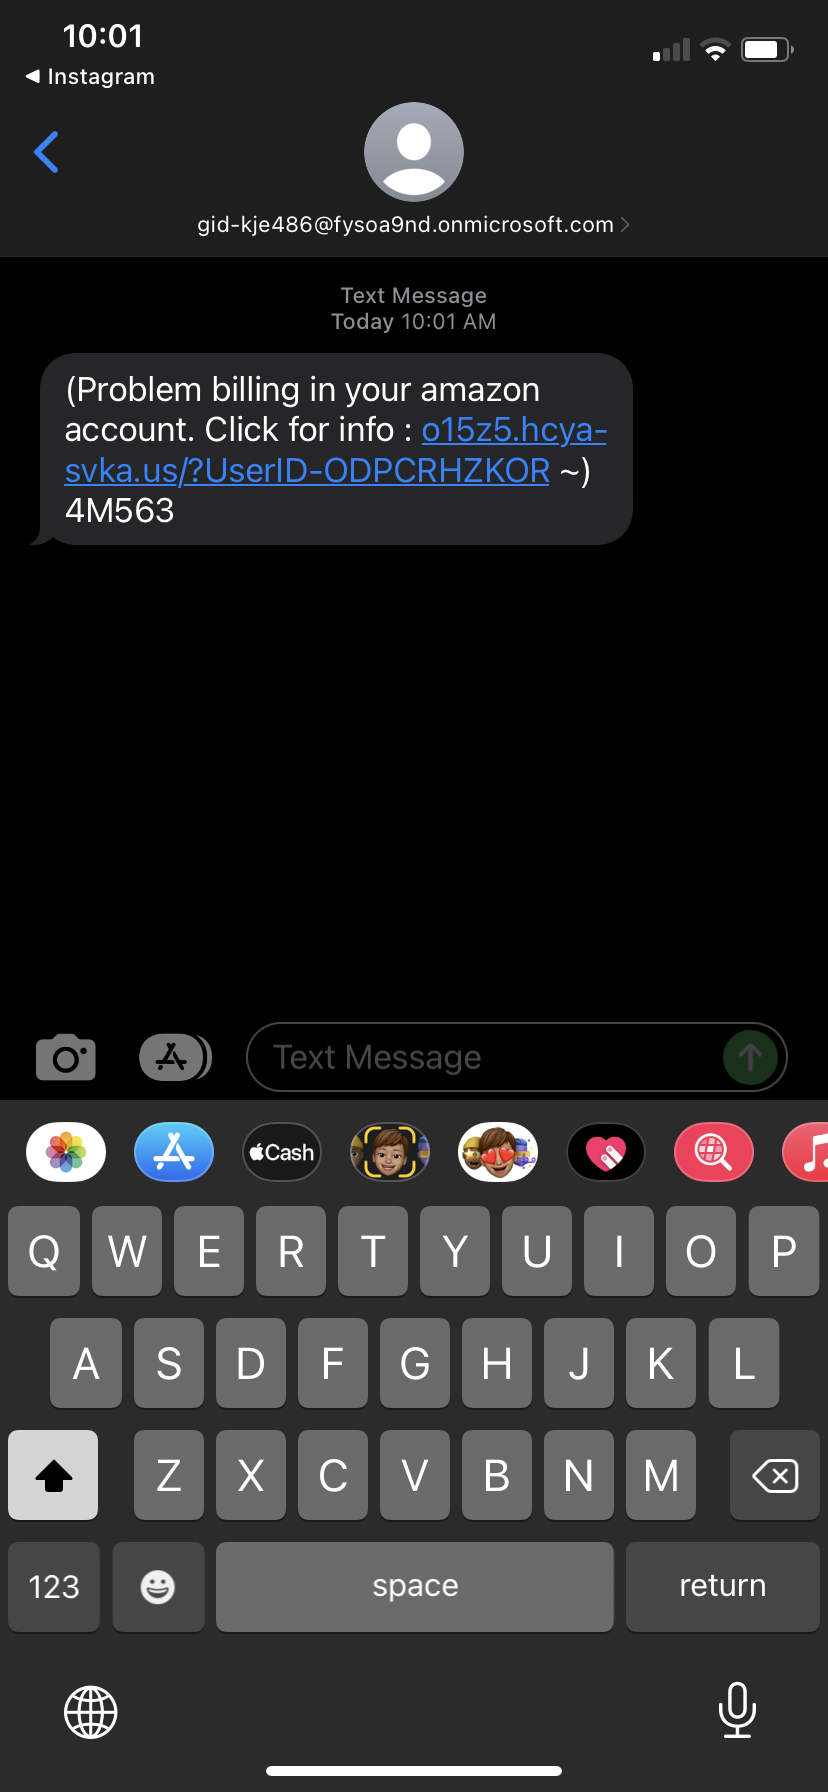 10:01
Instagram
gid-kje486@fysoa9nd.onmicrosoft.com
Text Message
Today 10:01 AM
(Problem billing in your amazon
account. Click for info : o15z5.hcya-
svka.us/?UserID-ODPCRHZKOR ~)
4M563
Text Message
Cash
Q W E R T Y U I O P
A S D F G H J K L
Z X C V B N M
123 space return